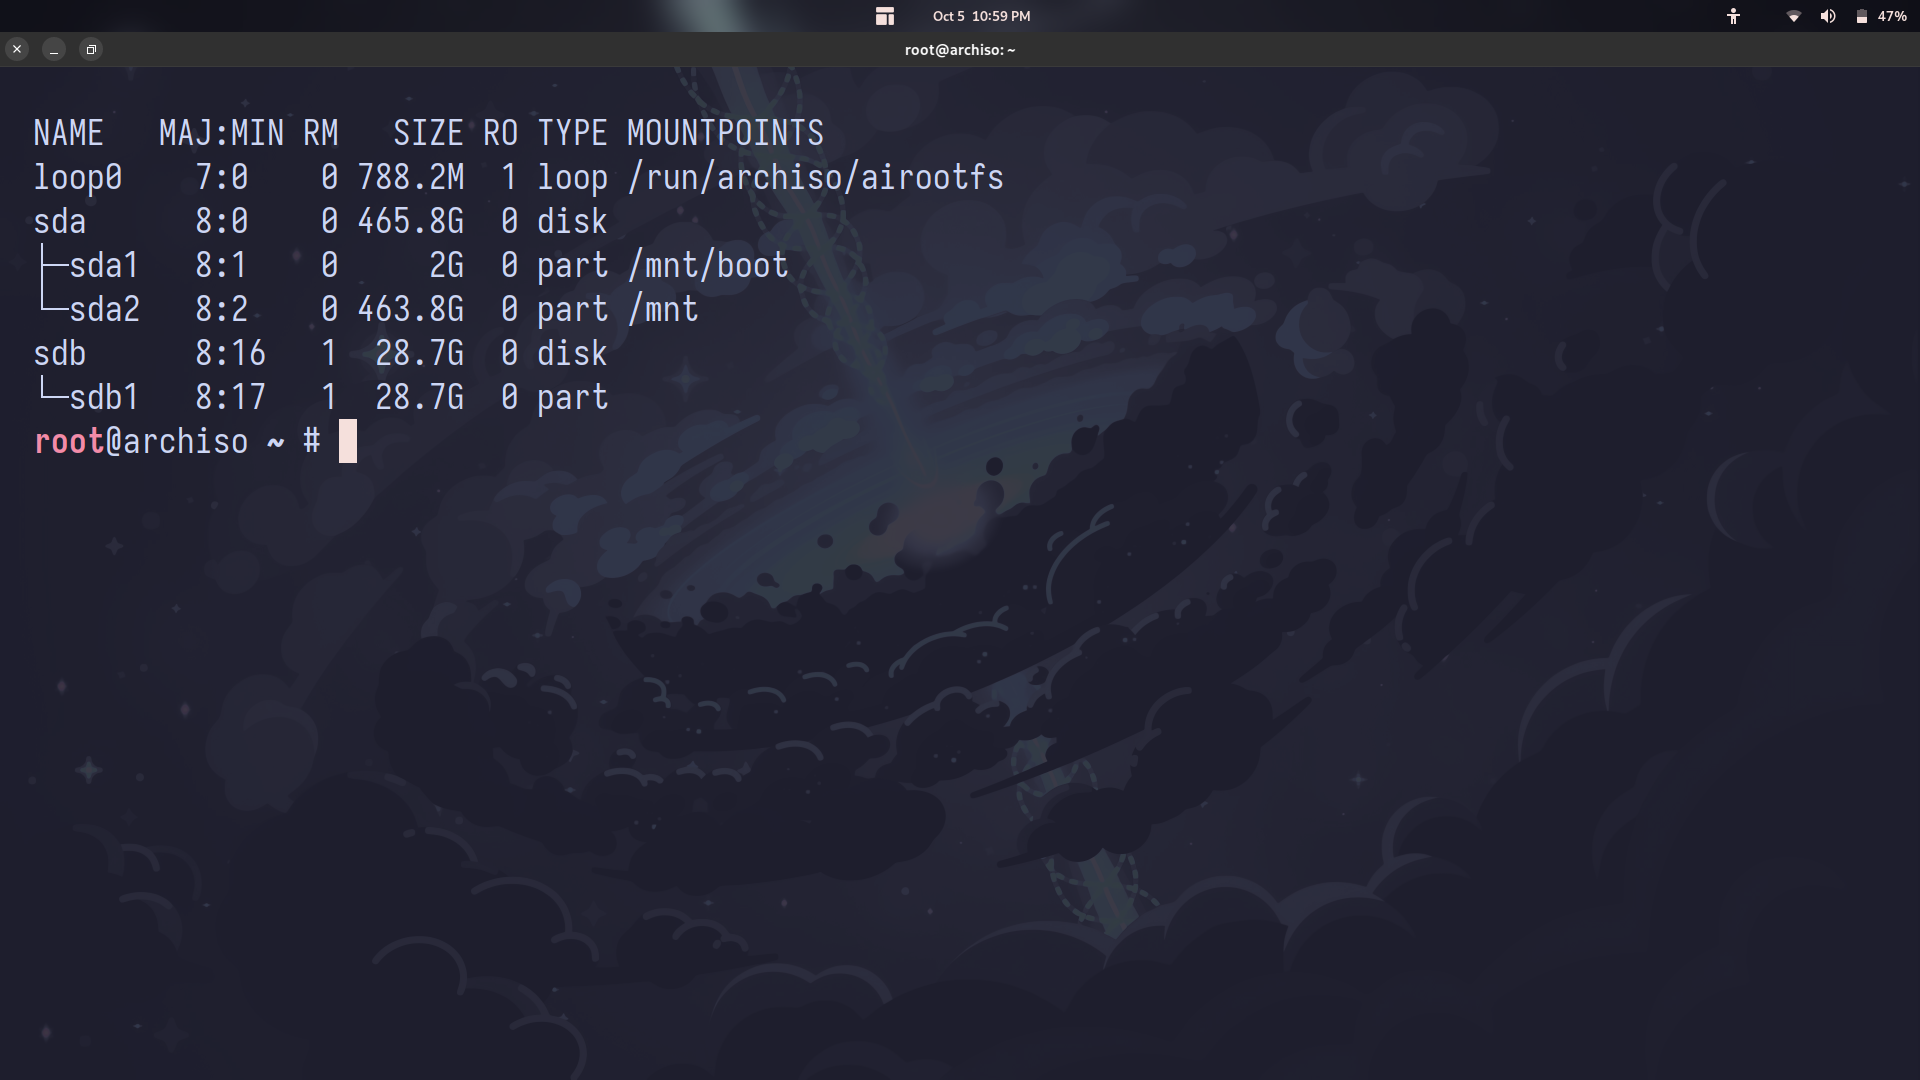 Oct 5 10:59 PM
47%
root@archiso: ~
NAME   MAJ:MIN RM   SIZE RO TYPE MOUNTPOINTS
loop0    7:0    0 788.2M  1 loop /run/archiso/airootfs
sda      8:0    0 465.8G  0 disk
├─sda1   8:1    0     2G  0 part /mnt/boot
└─sda2   8:2    0 463.8G  0 part /mnt
sdb      8:16   1  28.7G  0 disk
└─sdb1   8:17   1  28.7G  0 part
root@archiso ~ #